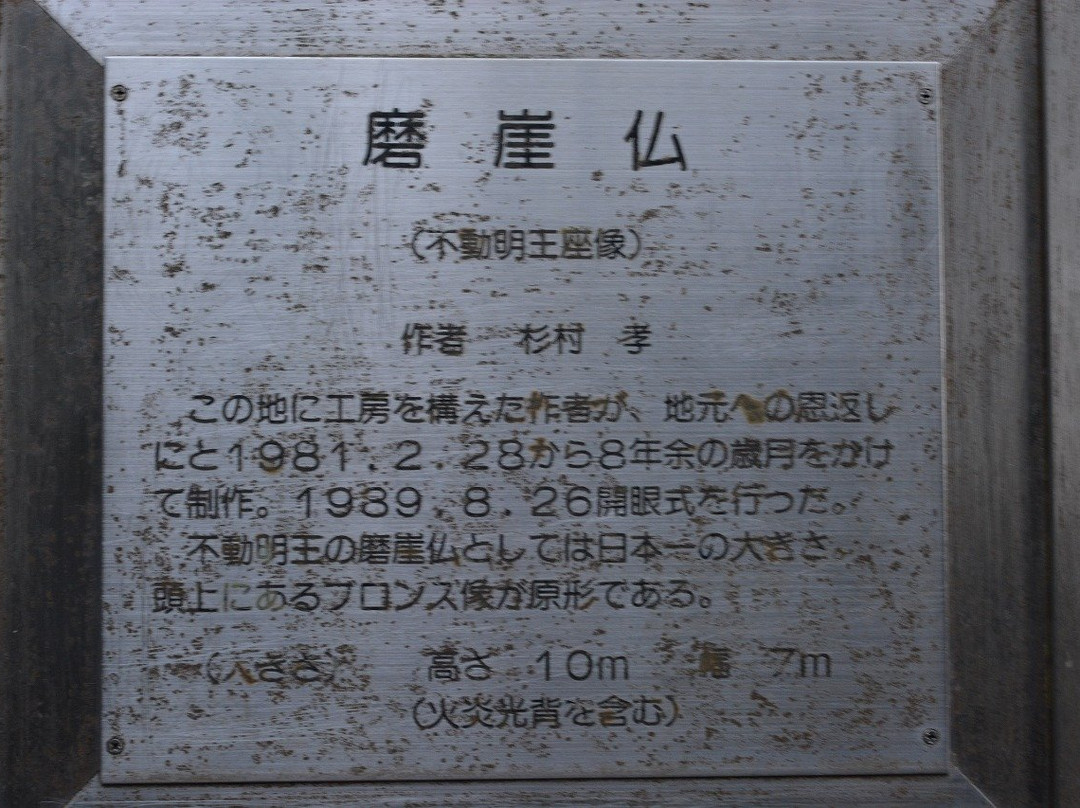 磨崖仏
（不動明王座像）
作者　杉村　孝
この地に工房を構えた作者が、地元への恩返し
にと１９８１．２．２８から８年余の歳月をかけ
て制作。１９８９．８．２６開眼式を行った。
不動明王の磨崖仏としては日本一の大きさ。
頭上にあるブロンズ像が原形である。
（大きさ）　高さ　１０ｍ　幅　７ｍ
（火炎光背を含む）